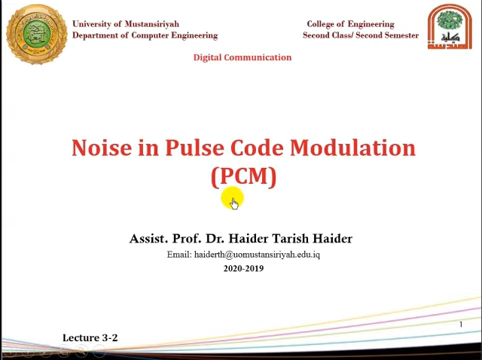 University of Mustansiriyah
Department of Computer Engineering
College of Engineering
Second Class/ Second Semester
Digital Communication
Noise in Pulse Code Modulation
(PCM)
Assist. Prof. Dr. Haider Tarish Haider
Email: haiderth@uomustansiriyah.edu.iq
2020-2019
1
Lecture 3-2